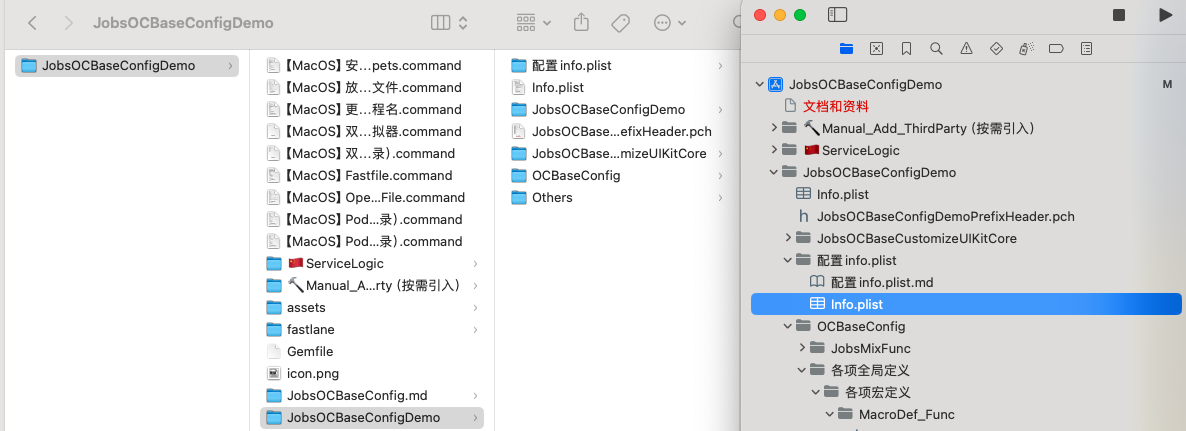 JobsOCBaseConfigDemo
JobsOCBaseConfigDemo
【MacOS】安…pets.command
【MacOS】放…文件.command
【MacOS】更…程名.command
【MacOS】双…拟器.command
【MacOS】双…录）.command
【MacOS】Fastfile.command
【MacOS】Ope…File.command
【MacOS】Pod…录）.command
【MacOS】Pod…录）.command
🇨🇳ServiceLogic
🔨Manual_A…rty（按需引入）
assets
fastlane
Gemfile
icon.png
JobsOCBaseConfig.md
JobsOCBaseConfigDemo
配置info.plist
Info.plist
JobsOCBaseConfigDemo
JobsOCBase…efixHeader.pch
JobsOCBase…mizeUIKitCore
OCBaseConfig
Others
JobsOCBaseConfigDemo M
文档和资料
🔨Manual_Add_ThirdParty（按需引入）
🇨🇳ServiceLogic
JobsOCBaseConfigDemo
Info.plist
h JobsOCBaseConfigDemoPrefixHeader.pch
JobsOCBaseCustomizeUIKitCore
配置info.plist
配置info.plist.md
Info.plist
OCBaseConfig
JobsMixFunc
各项全局定义
各项宏定义
MacroDef_Func